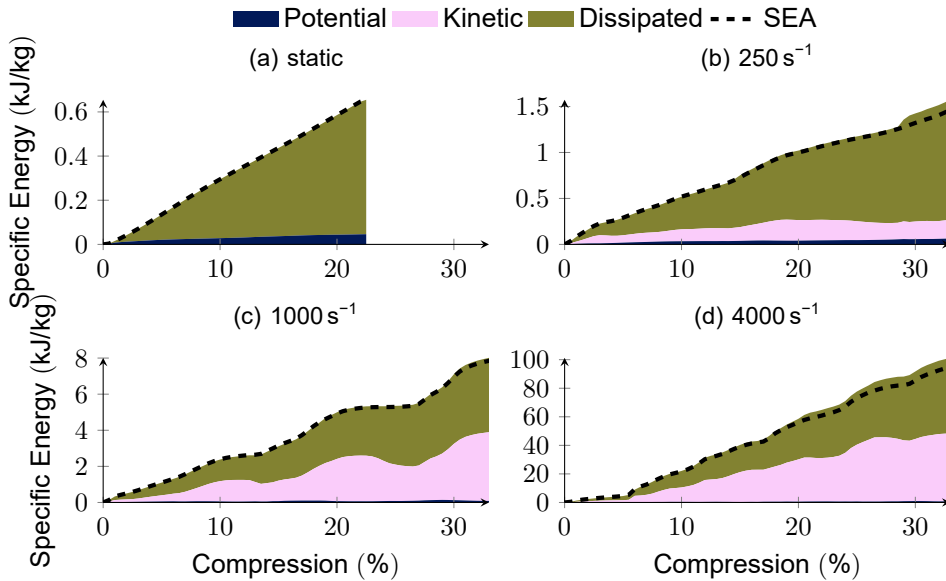 Potential Kinetic Dissipated SEA
(a) static
(b) 250 s⁻¹
Specific Energy (kJ/kg)
0.6
0.4
0.2
0
0 10 20 30
1.5
1
0.5
0
0 10 20 30
(c) 1000 s⁻¹
(d) 4000 s⁻¹
Specific Energy (kJ/kg)
8
6
4
2
0
0 10 20 30
Compression (%)
100
80
60
40
20
0
0 10 20 30
Compression (%)